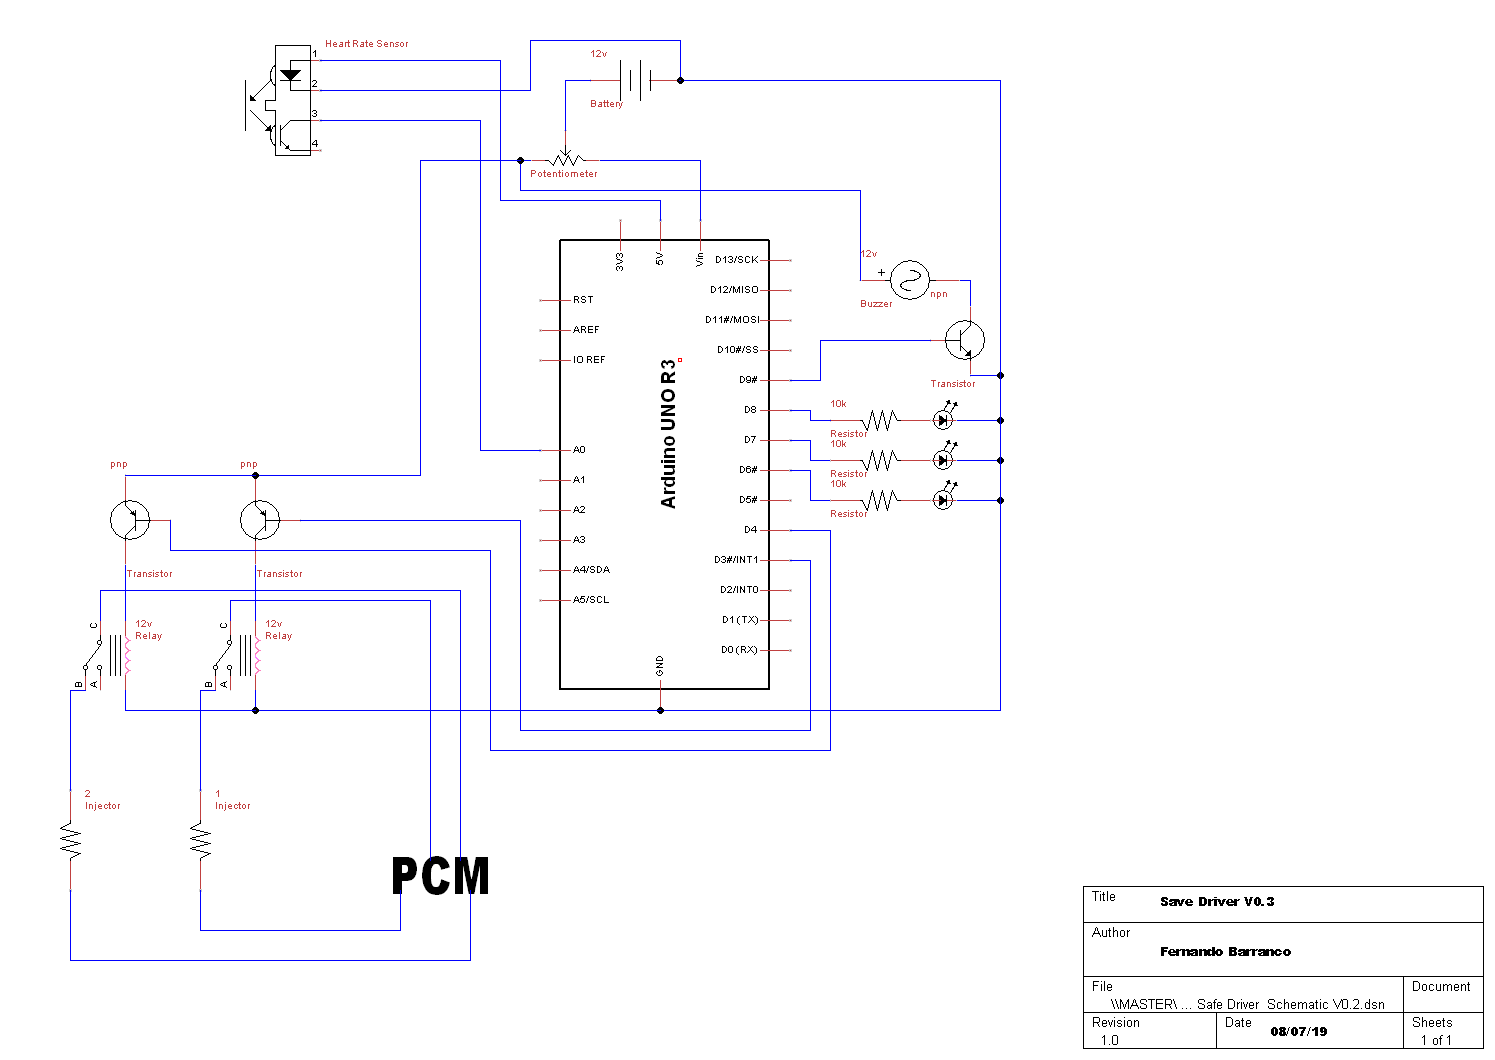 Heart Rate Sensor
1
2
3
4
12v
Battery
Potentiometer
3V3
5V
Vin
RST
AREF
IO REF
A0
A1
A2
A3
A4/SDA
A5/SCL
Arduino UNO R3
D13/SCK
D12/MISO
D11#/MOSI
D10#/SS
D9#
D8
D7
D6#
D5#
D4
D3#/INT1
D2/INT0
D1(TX)
D0(RX)
GND
12v
+
Buzzer
npn
Transistor
10k
Resistor
10k
Resistor
10k
Resistor
pnp
pnp
Transistor
Transistor
C
12v
Relay
B
A
C
12v
Relay
B
A
2
Injector
1
Injector
PCM
Title
Save Driver V0.3
Author
Fernando Barranco
File
\\MASTER\ ... Safe Driver Schematic V0.2.dsn
Document
Revision
1.0
Date
08/07/19
Sheets
1 of 1